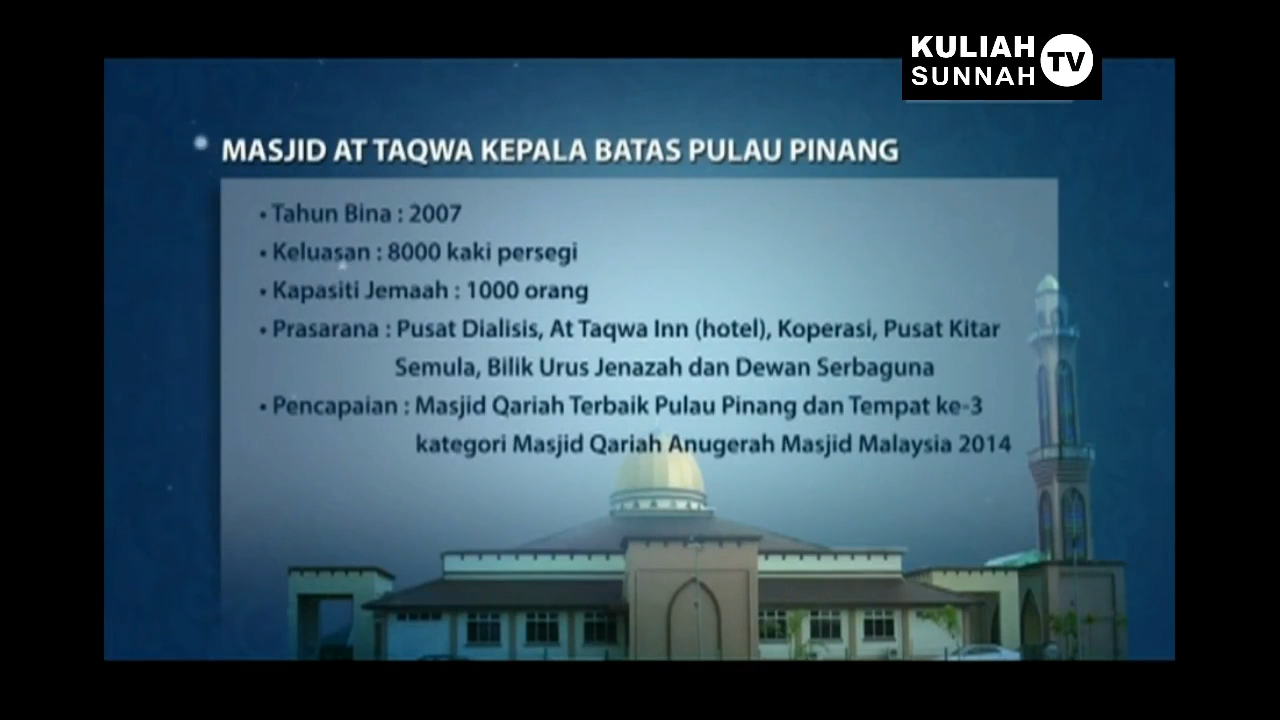 KULIAH
SUNNAH
TV
MASJID AT TAQWA KEPALA BATAS PULAU PINANG
• Tahun Bina : 2007
• Keluasan : 8000 kaki persegi
• Kapasiti Jemaah : 1000 orang
• Prasarana : Pusat Dialisis, At Taqwa Inn (hotel), Koperasi, Pusat Kitar
Semula, Bilik Urus Jenazah dan Dewan Serbaguna
• Pencapaian : Masjid Qariah Terbaik Pulau Pinang dan Tempat ke-3
kategori Masjid Qariah Anugerah Masjid Malaysia 2014